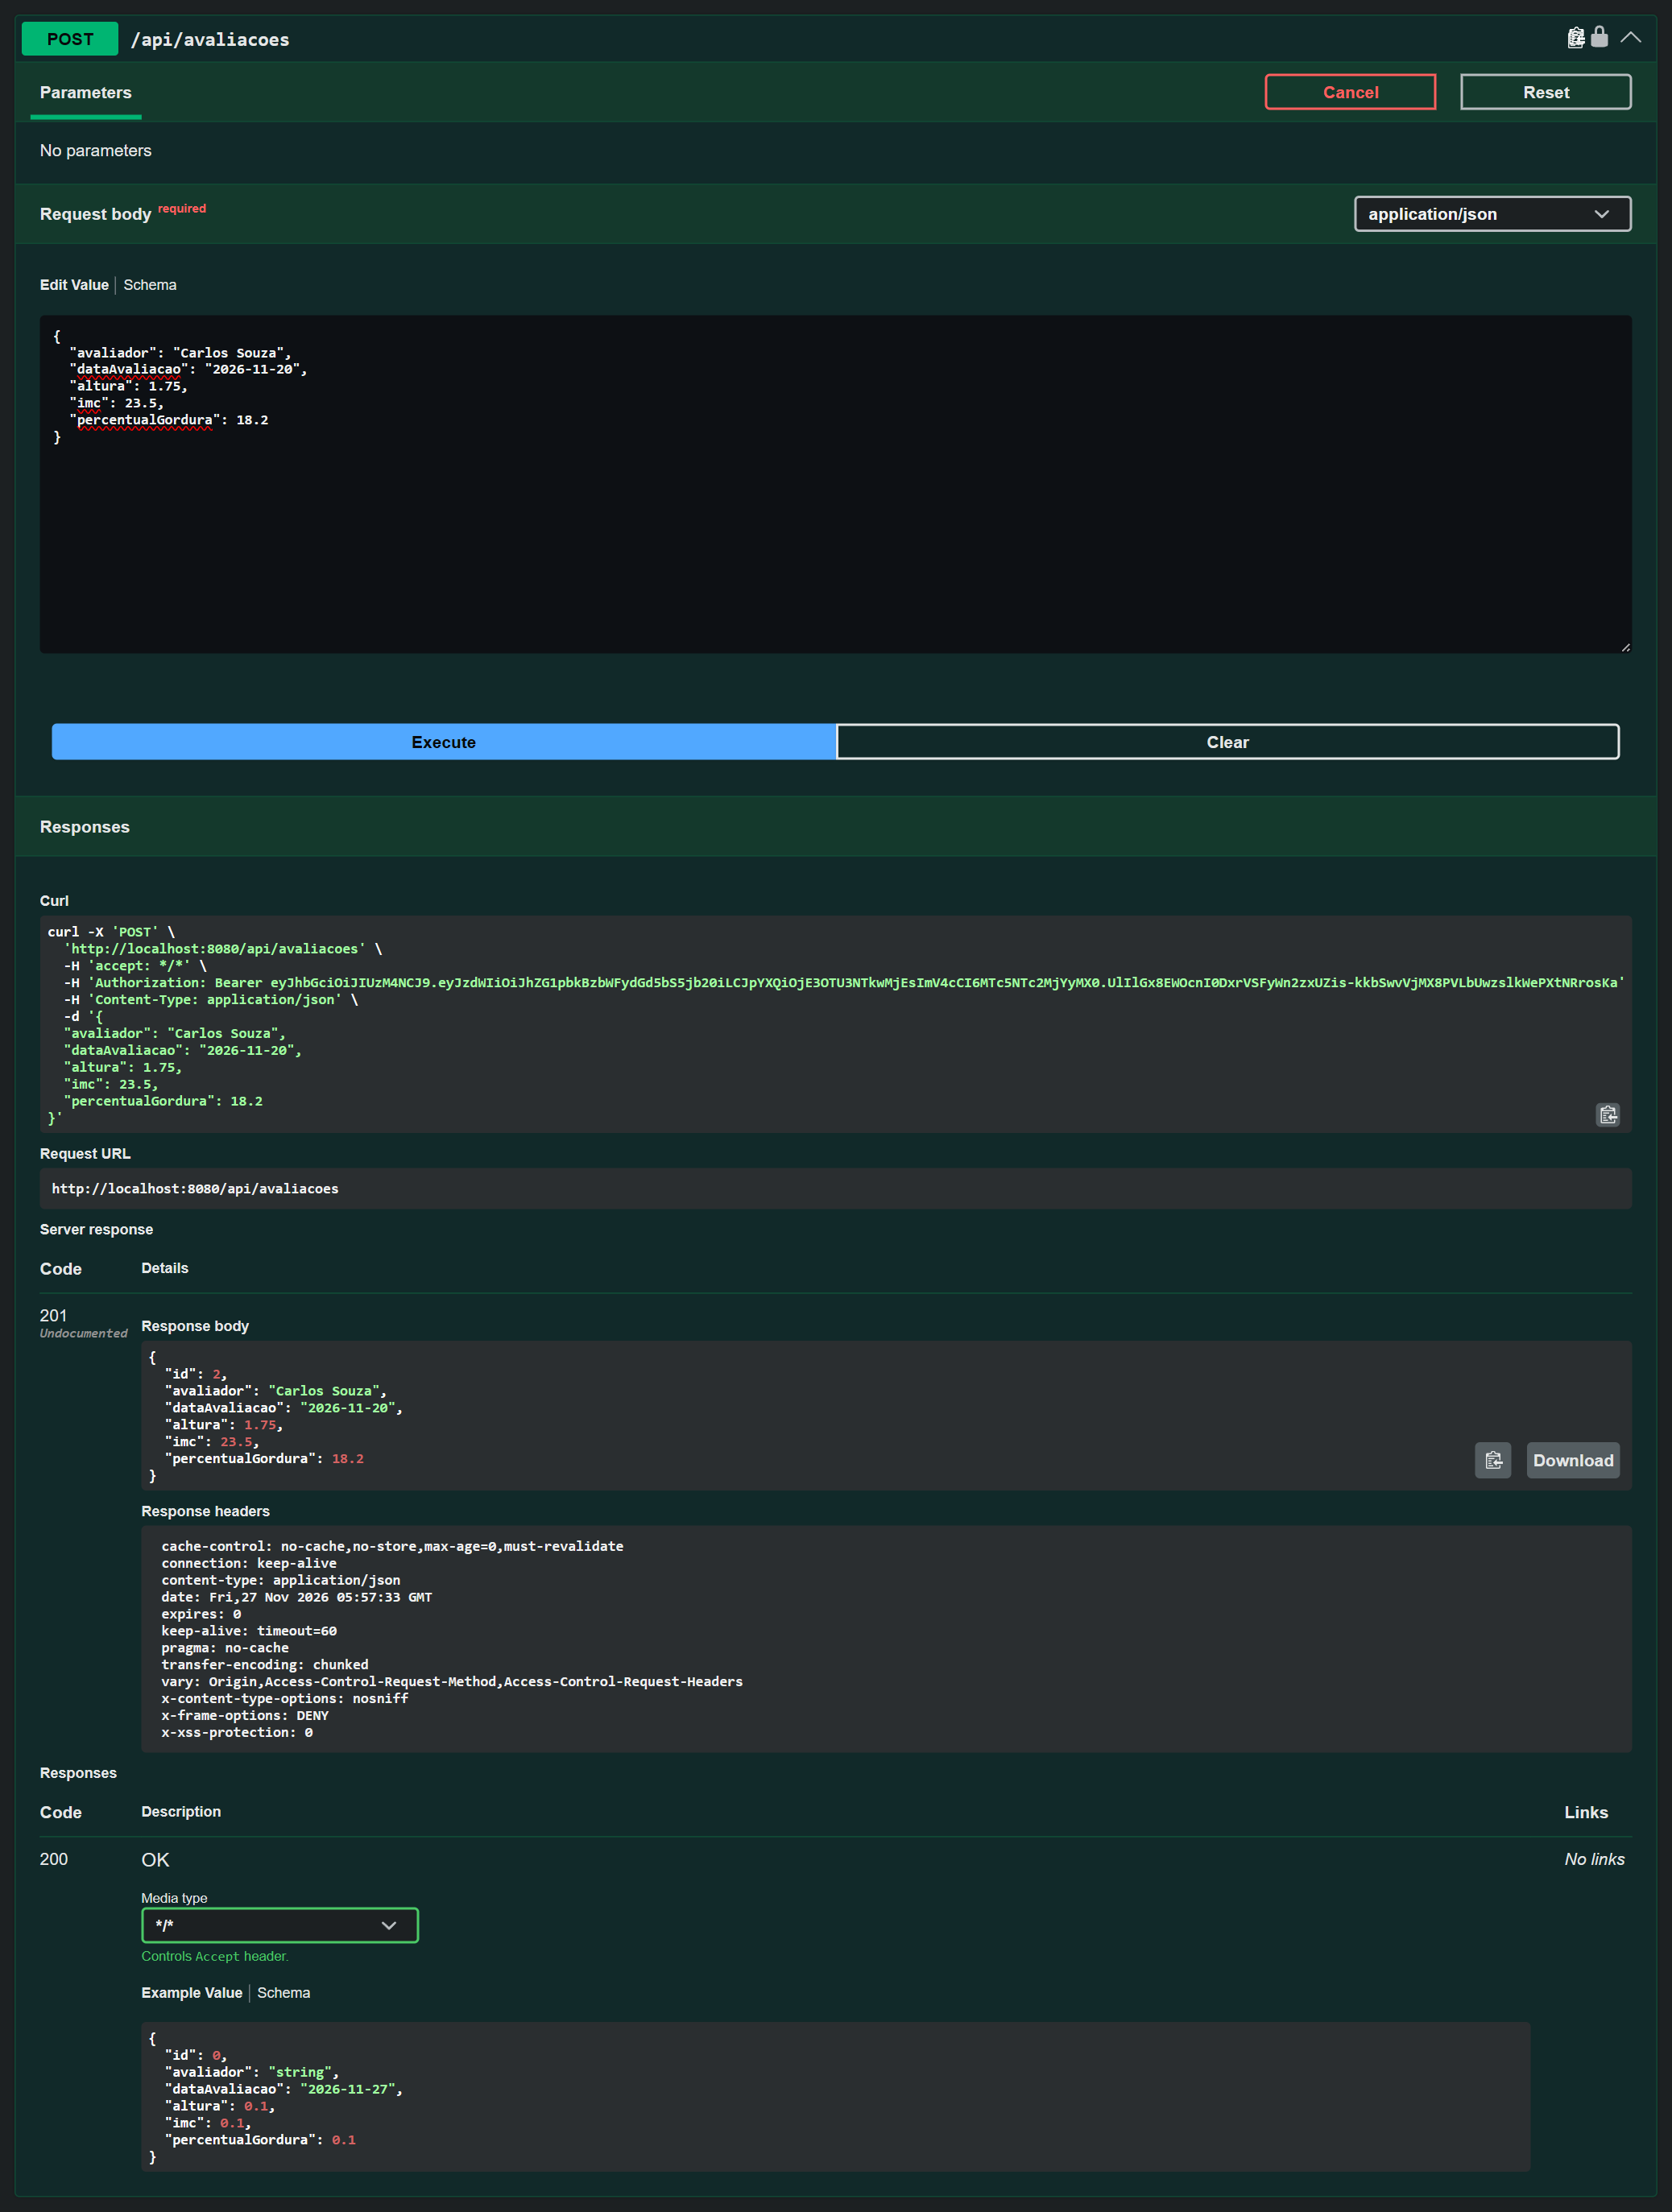 POST /api/avaliacoes
Parameters
Cancel
Reset
No parameters
Request body required
application/json
Edit Value | Schema
{
  "avaliador": "Carlos Souza",
  "dataAvaliacao": "2026-11-20",
  "altura": 1.75,
  "imc": 23.5,
  "percentualGordura": 18.2
}
Execute
Clear
Responses
Curl
curl -X 'POST' \
  'http://localhost:8080/api/avaliacoes' \
  -H 'accept: */*' \
  -H 'Authorization: Bearer eyJhbGciOiJIUzM4NCJ9.eyJzdWIiOiJhZG1pbkBzbWFydGd5bS5jb20iLCJpYXQiOjE3OTU3NTkwMjEsImV4cCI6MTc5NTc2MjYyMX0.UlIlGx8EWOcnI0DxrVSFyWn2zxUZis-kkbSwvVjMX8PVLbUwzslkWePXtNRrosKa' \
  -H 'Content-Type: application/json' \
  -d '{
  "avaliador": "Carlos Souza",
  "dataAvaliacao": "2026-11-20",
  "altura": 1.75,
  "imc": 23.5,
  "percentualGordura": 18.2
}'
Request URL
http://localhost:8080/api/avaliacoes
Server response
Code Details
201
Undocumented
Response body
{
  "id": 2,
  "avaliador": "Carlos Souza",
  "dataAvaliacao": "2026-11-20",
  "altura": 1.75,
  "imc": 23.5,
  "percentualGordura": 18.2
}
Download
Response headers
cache-control: no-cache,no-store,max-age=0,must-revalidate
connection: keep-alive
content-type: application/json
date: Fri,27 Nov 2026 05:57:33 GMT
expires: 0
keep-alive: timeout=60
pragma: no-cache
transfer-encoding: chunked
vary: Origin,Access-Control-Request-Method,Access-Control-Request-Headers
x-content-type-options: nosniff
x-frame-options: DENY
x-xss-protection: 0
Responses
Code Description Links
200 OK No links
Media type
*/*
Controls Accept header.
Example Value | Schema
{
  "id": 0,
  "avaliador": "string",
  "dataAvaliacao": "2026-11-27",
  "altura": 0.1,
  "imc": 0.1,
  "percentualGordura": 0.1
}